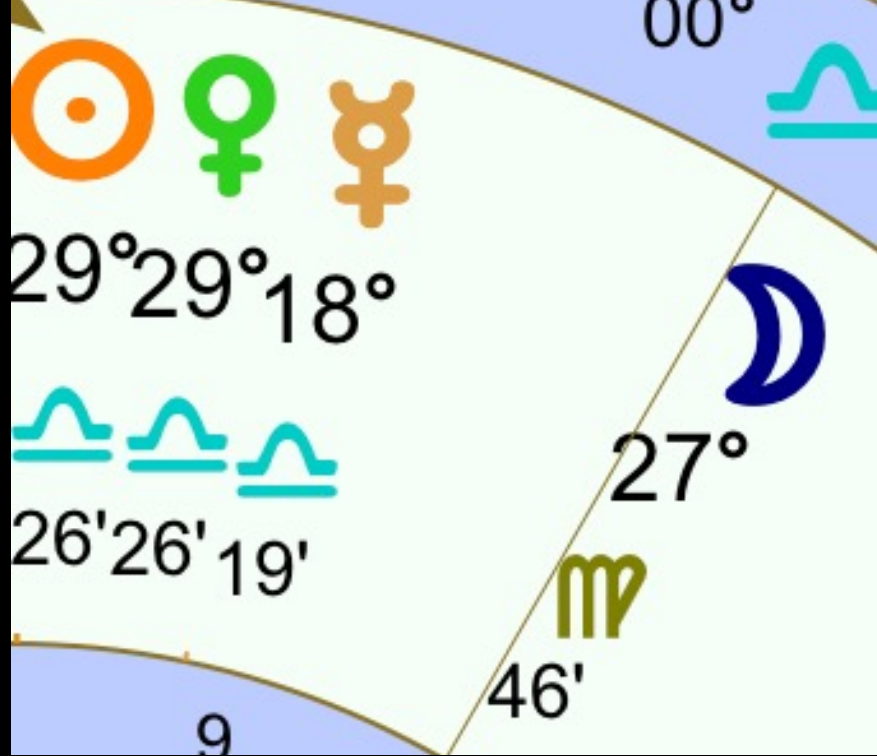 00° ♎
☉ ♀ ☿
29° 29° 18°
☽
♎ ♎ ♎
27°
26' 26' 19'
♍
46'
9